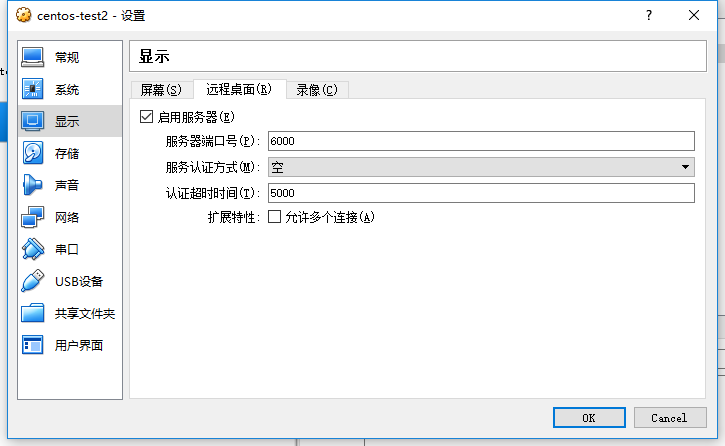 centos-test2 - 设置
?
常规
系统
显示
存储
声音
网络
串口
USB设备
共享文件夹
用户界面
显示
屏幕(S) 远程桌面(R) 录像(C)
启用服务器(E)
服务器端口号(P): 6000
服务认证方式(M): 空
认证超时时间(T): 5000
扩展特性: 允许多个连接(A)
OK Cancel